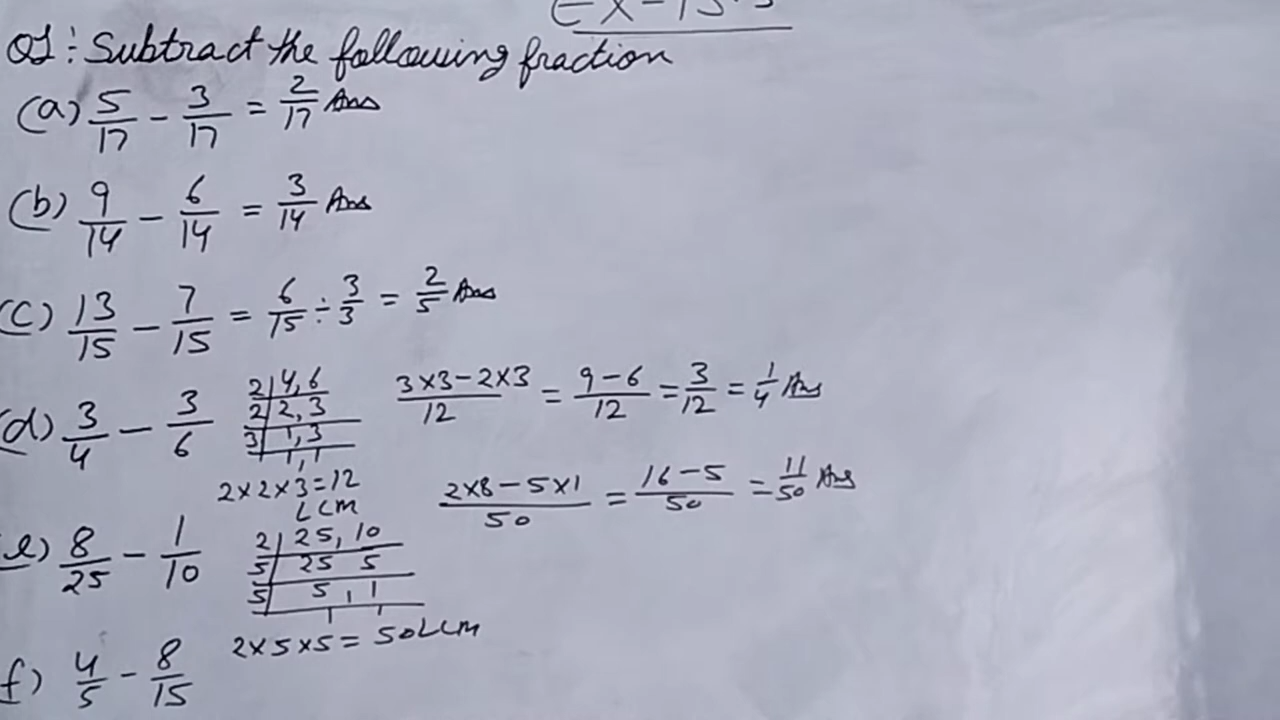 Ex-15.3
Q1: Subtract the following fraction
(a) 5/17 - 3/17 = 2/17 Ans
(b) 9/14 - 6/14 = 3/14 Ans
(c) 13/15 - 7/15 = 6/15 ÷ 3/3 = 2/5 Ans
(d) 3/4 - 3/6
2 | 4, 6
2 | 2, 3
3 | 1, 3
1, 1
2×2×3=12
LCM
3×3-2×3/12 = 9-6/12 = 3/12 = 1/4 Ans
e) 8/25 - 1/10
2 | 25, 10
5 | 25 5
5 | 5, 1
1 1
2×5×5= 50 LCM
2×8-5×1/50 = 16-5/50 = 11/50 Ans
f) 4/5 - 8/15